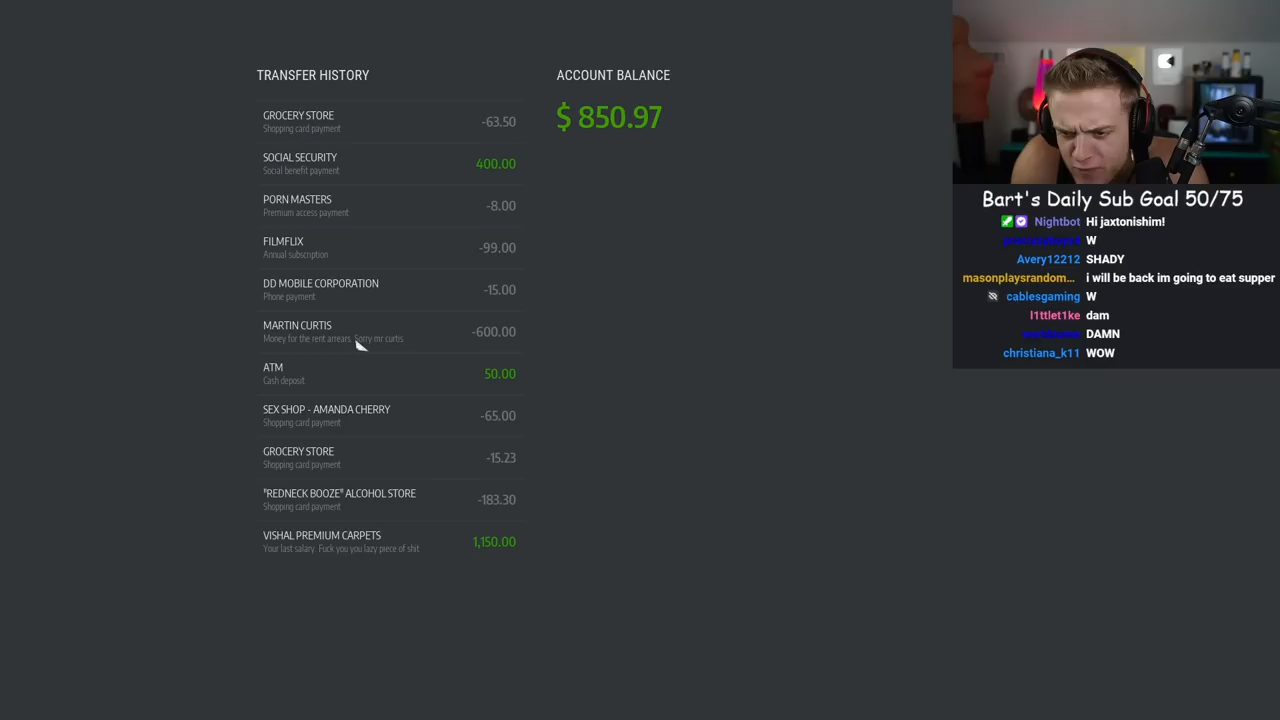 TRANSFER HISTORY
GROCERY STORE
Shopping card payment
-63.50
SOCIAL SECURITY
Social benefit payment
400.00
PORN MASTERS
Premium access payment
-8.00
FILMFLIX
Annual subscription
-99.00
DD MOBILE CORPORATION
Phone payment
-15.00
MARTIN CURTIS
Money for the rent arrears. Sorry mr curtis
-600.00
ATM
Cash deposit
50.00
SEX SHOP - AMANDA CHERRY
Shopping card payment
-65.00
GROCERY STORE
Shopping card payment
-15.23
"REDNECK BOOZE" ALCOHOL STORE
Shopping card payment
-183.30
VISHAL PREMIUM CARPETS
Your last salary. Fuck you you lazy piece of shit
1,150.00
ACCOUNT BALANCE
$ 850.97
Bart's Daily Sub Goal 50/75
Nightbot Hi jaxtonishim!
W
Avery12212 SHADY
masonplaysrandom... i will be back im going to eat supper
cablesgaming W
l1ttlet1ke dam
DAMN
christiana_k11 WOW